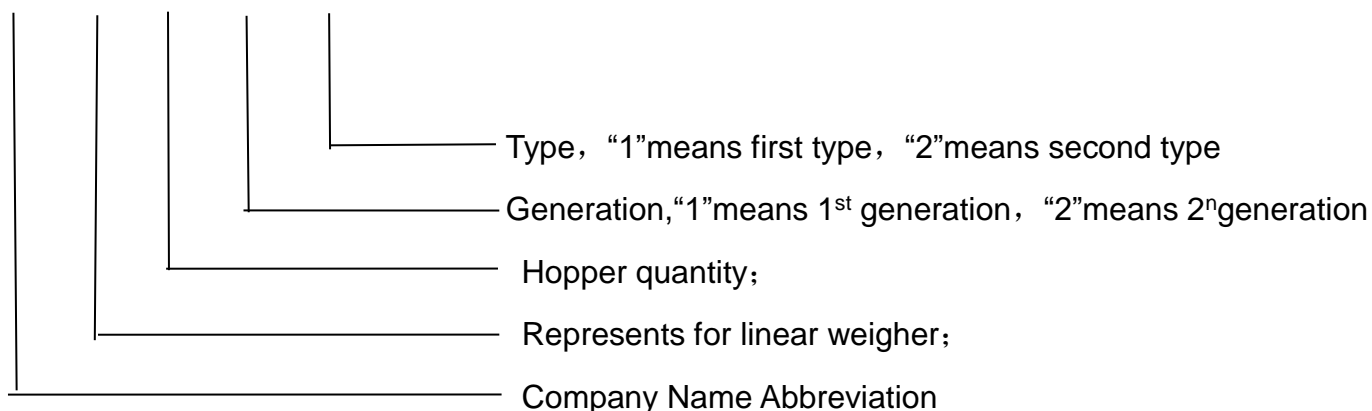 Type，“1”means first type，“2”means second type
Generation,“1”means 1st generation，“2”means 2ngeneration
Hopper quantity；
Represents for linear weigher；
Company Name Abbreviation